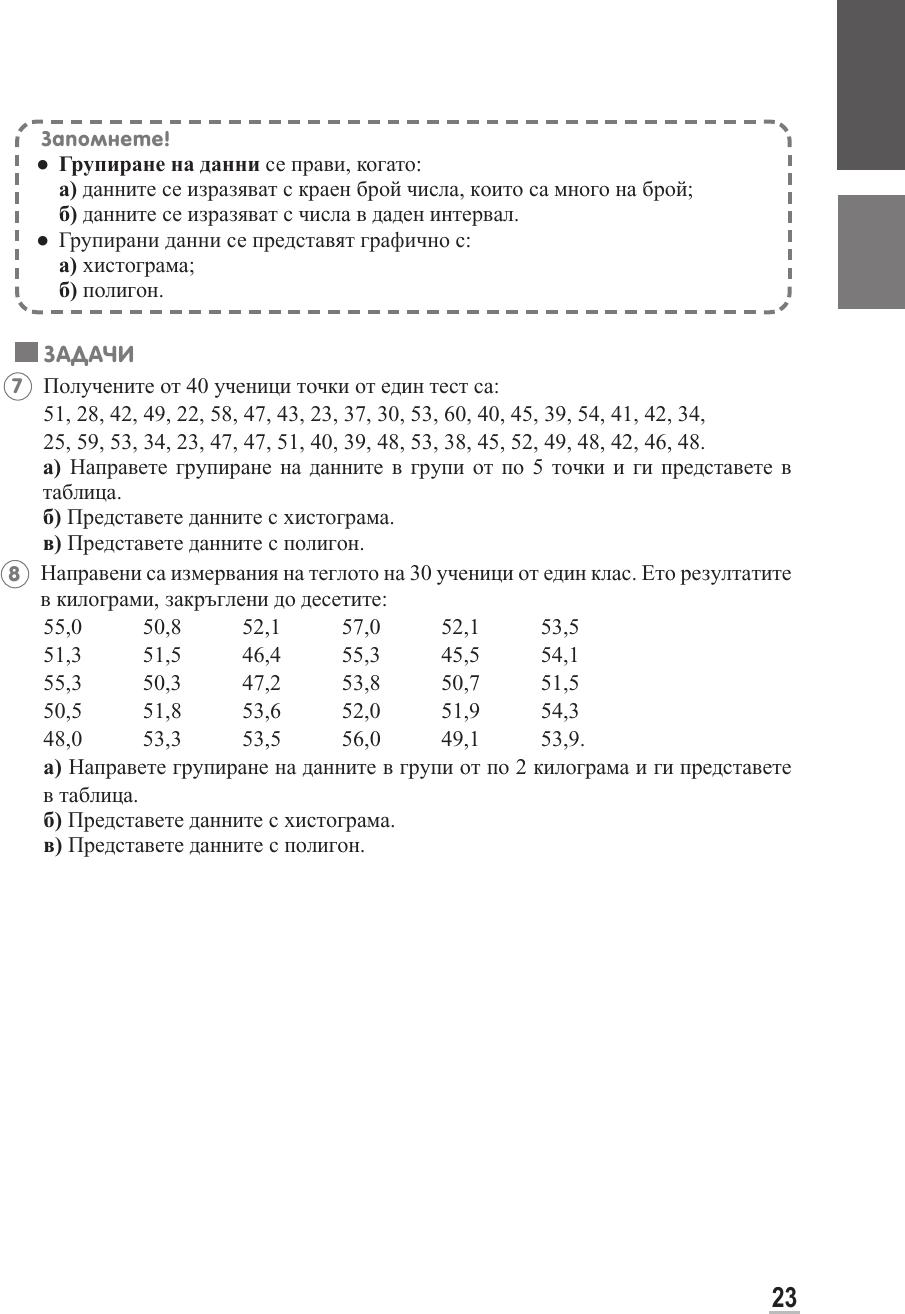 Запомнете!
● Групиране на данни се прави, когато:
а) данните се изразяват с краен брой числа, които са много на брой;
б) данните се изразяват с числа в даден интервал.
● Групирани данни се представят графично с:
а) хистограма;
б) полигон.
ЗАДАЧИ
7 Получените от 40 ученици точки от един тест са:
51, 28, 42, 49, 22, 58, 47, 43, 23, 37, 30, 53, 60, 40, 45, 39, 54, 41, 42, 34,
25, 59, 53, 34, 23, 47, 47, 51, 40, 39, 48, 53, 38, 45, 52, 49, 48, 42, 46, 48.
а) Направете групиране на данните в групи от по 5 точки и ги представете в
таблица.
б) Представете данните с хистограма.
в) Представете данните с полигон.
8 Направени са измервания на теглото на 30 ученици от един клас. Ето резултатите
в килограми, закръглени до десетите:
55,0 50,8 52,1 57,0 52,1 53,5
51,3 51,5 46,4 55,3 45,5 54,1
55,3 50,3 47,2 53,8 50,7 51,5
50,5 51,8 53,6 52,0 51,9 54,3
48,0 53,3 53,5 56,0 49,1 53,9.
а) Направете групиране на данните в групи от по 2 килограма и ги представете
в таблица.
б) Представете данните с хистограма.
в) Представете данните с полигон.
23